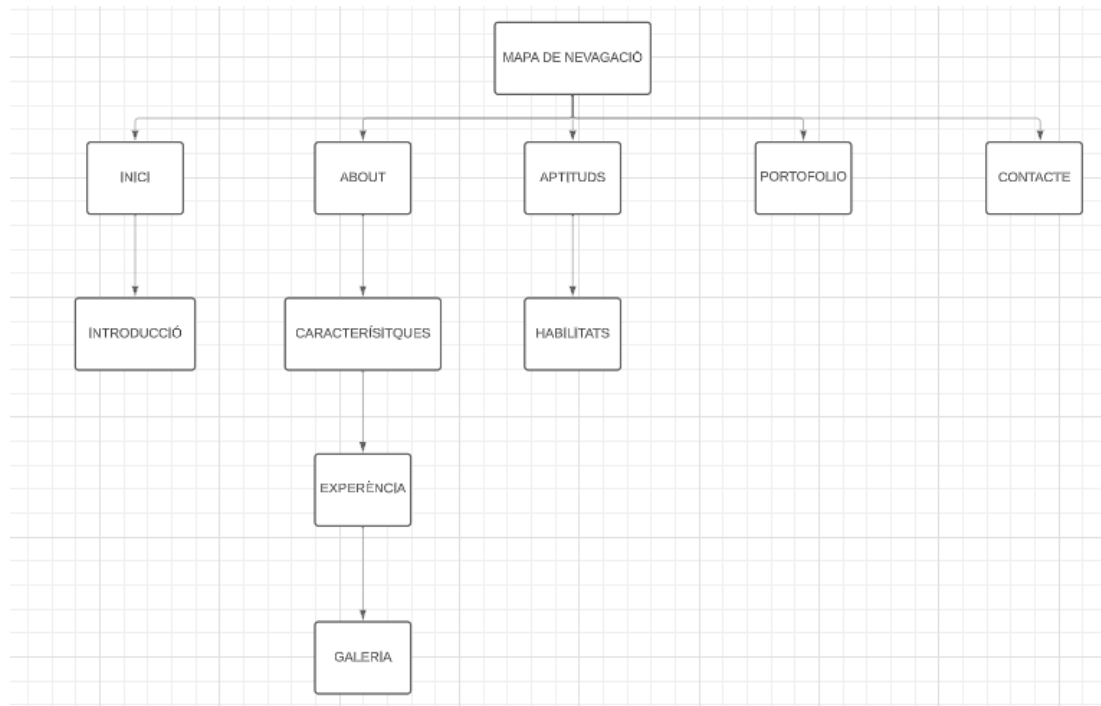 MAPA DE NEVAGACIÓ
INICI
ABOUT
APTITUDS
PORTOFOLIO
CONTACTE
INTRODUCCIÓ
CARACTERÍSITQUES
HABILITATS
EXPERÈNCIA
GALERIA